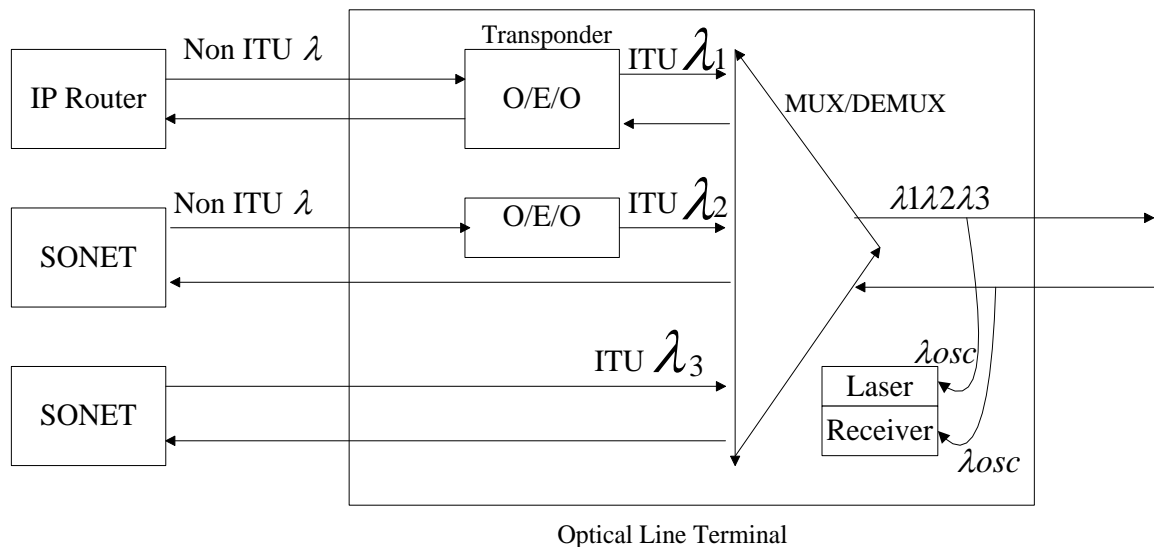 Transponder
Non ITU λ
ITU λ1
IP Router
O/E/O
MUX/DEMUX
Non ITU λ
ITU λ2
O/E/O
λ1λ2λ3
SONET
ITU λ3
λosc
SONET
Laser
Receiver
λosc
Optical Line Terminal